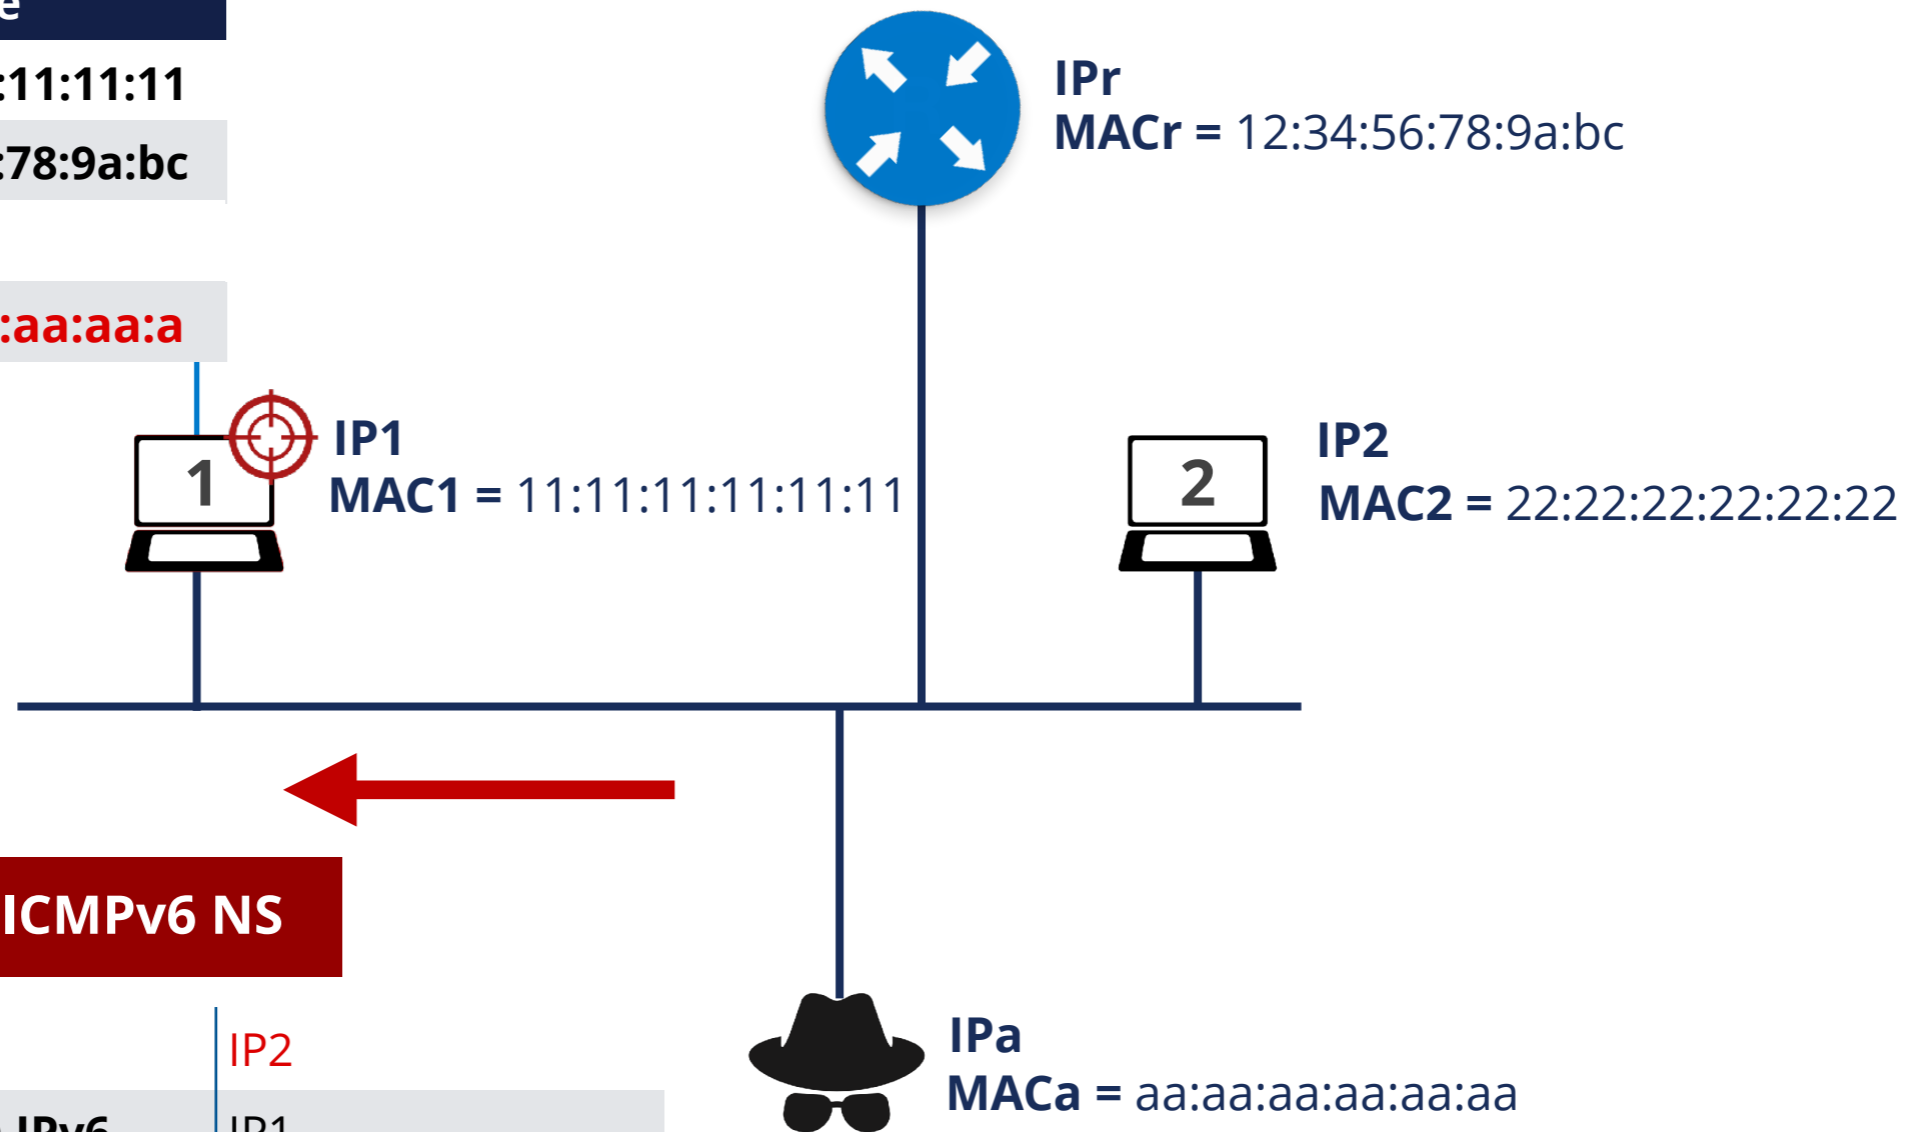 e
:11:11:11
:78:9a:bc
:aa:aa:a
IPr
MACr = 12:34:56:78:9a:bc
1
IP1
MAC1 = 11:11:11:11:11:11
2
IP2
MAC2 = 22:22:22:22:22:22
ICMPv6 NS
IP2
IPv6
IP1
IPa
MACa = aa:aa:aa:aa:aa:aa